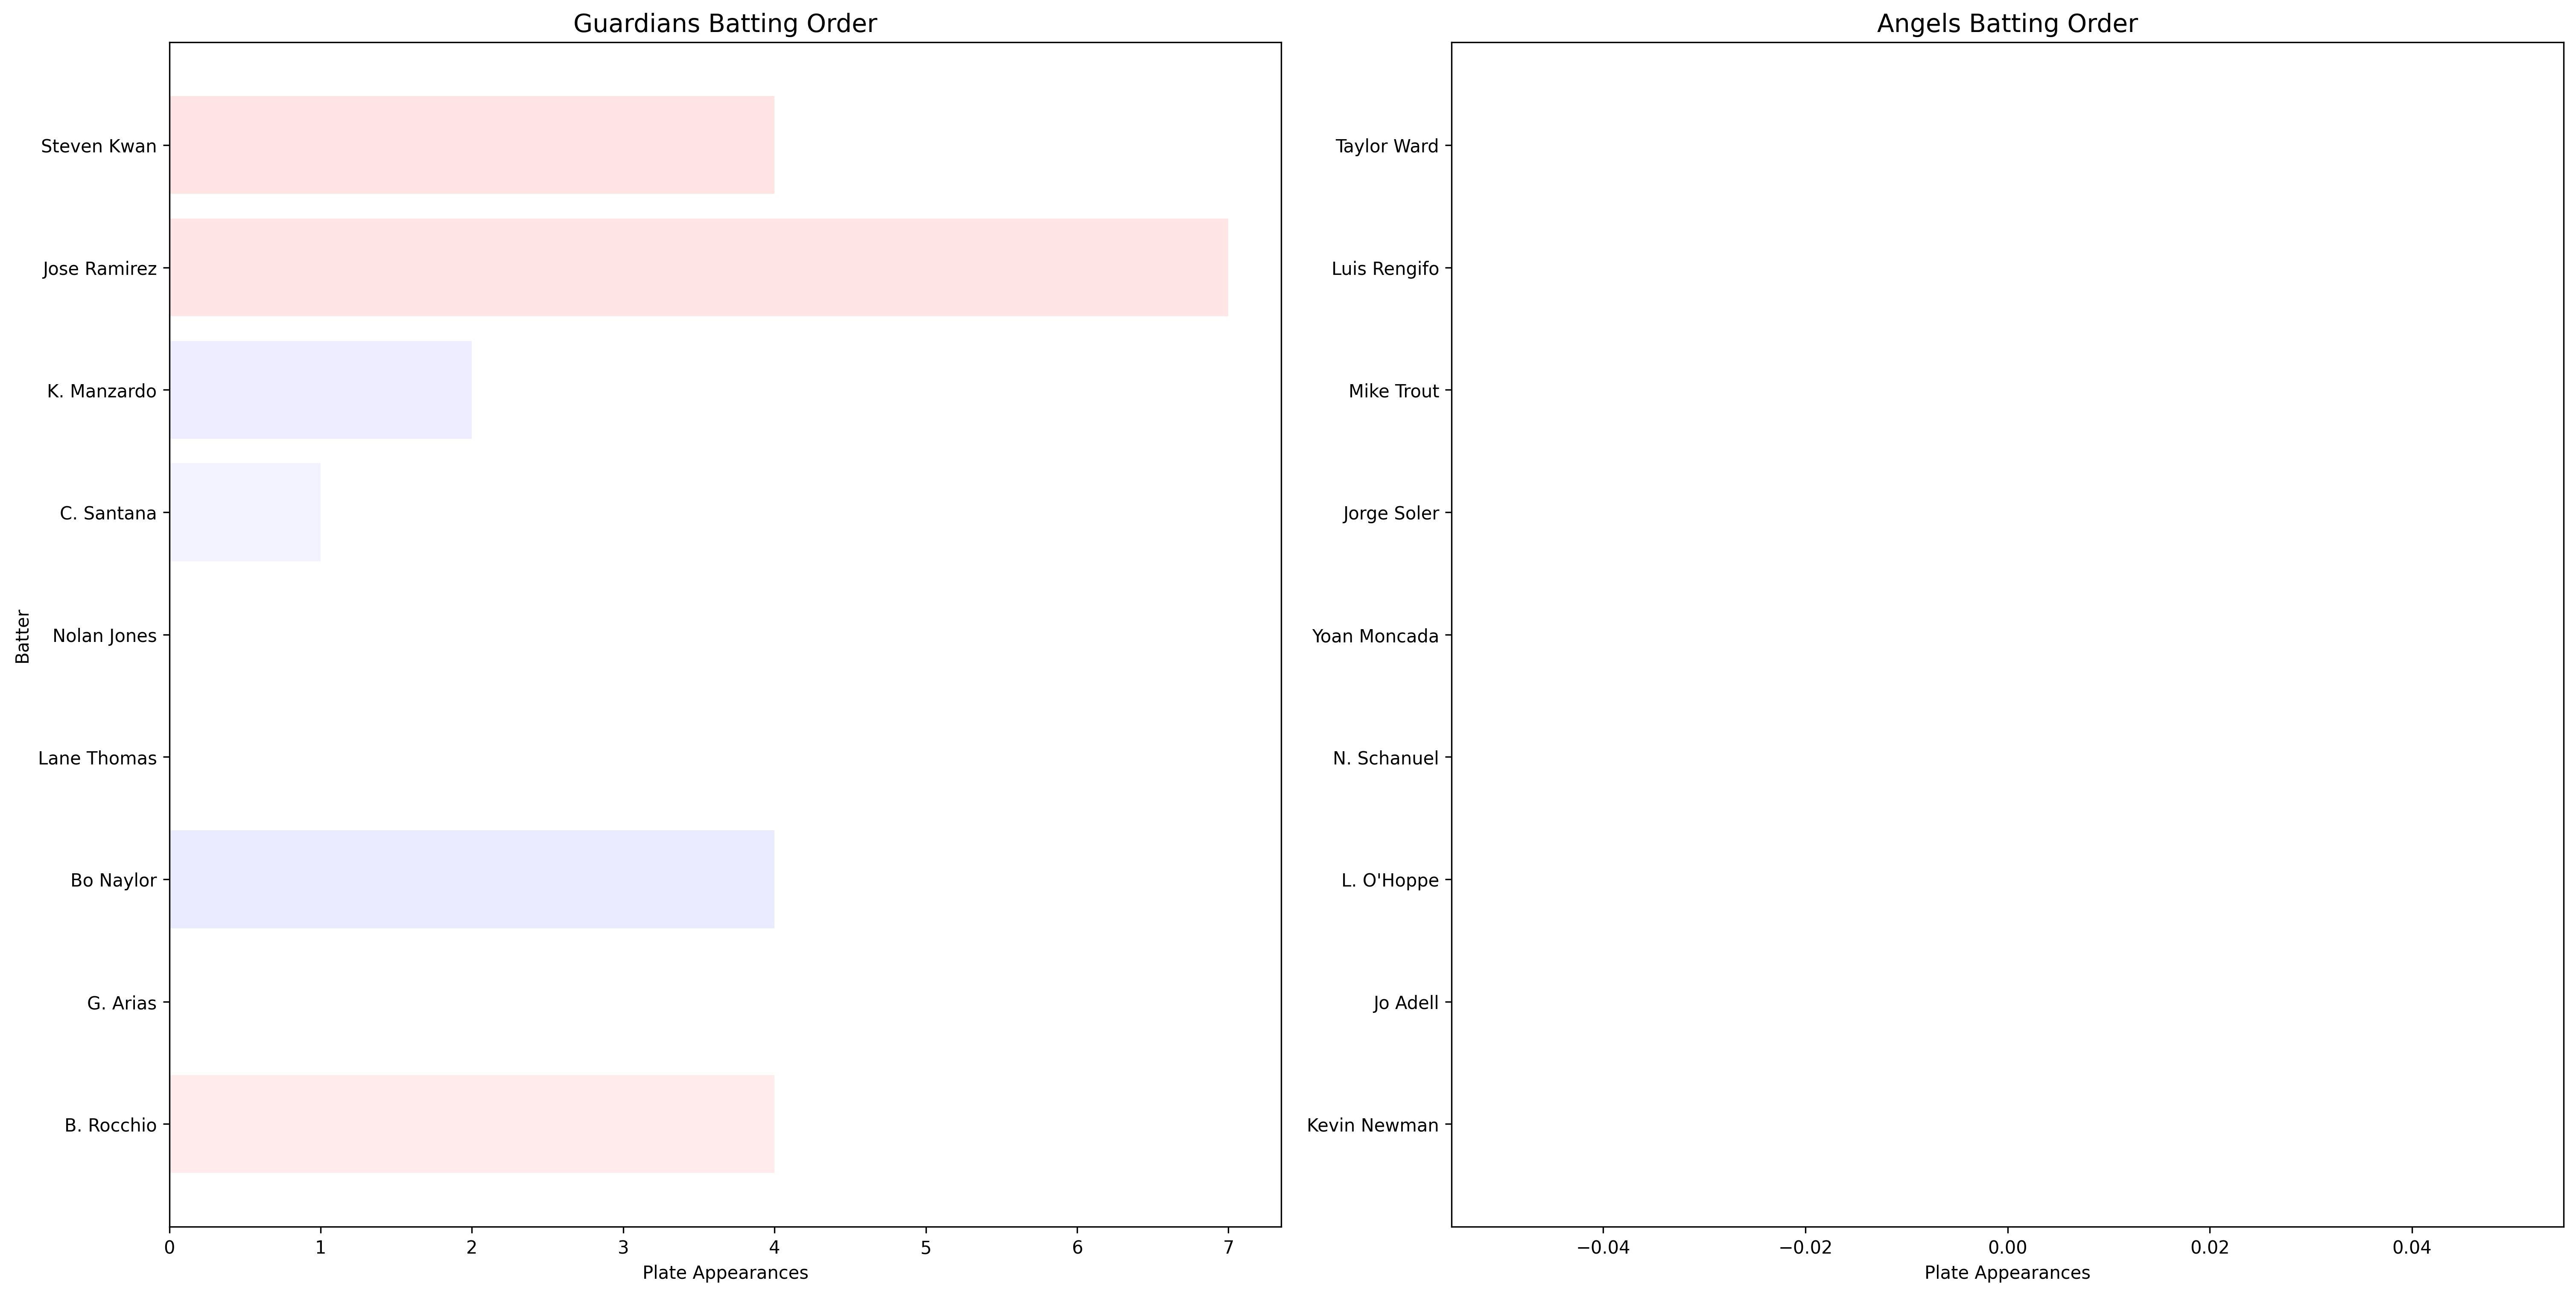 Guardians Batting Order
Batter
Steven Kwan
Jose Ramirez
K. Manzardo
C. Santana
Nolan Jones
Lane Thomas
Bo Naylor
G. Arias
B. Rocchio
0 1 2 3 4 5 6 7
Plate Appearances
Angels Batting Order
Taylor Ward
Luis Rengifo
Mike Trout
Jorge Soler
Yoan Moncada
N. Schanuel
L. O'Hoppe
Jo Adell
Kevin Newman
−0.04 −0.02 0.00 0.02 0.04
Plate Appearances